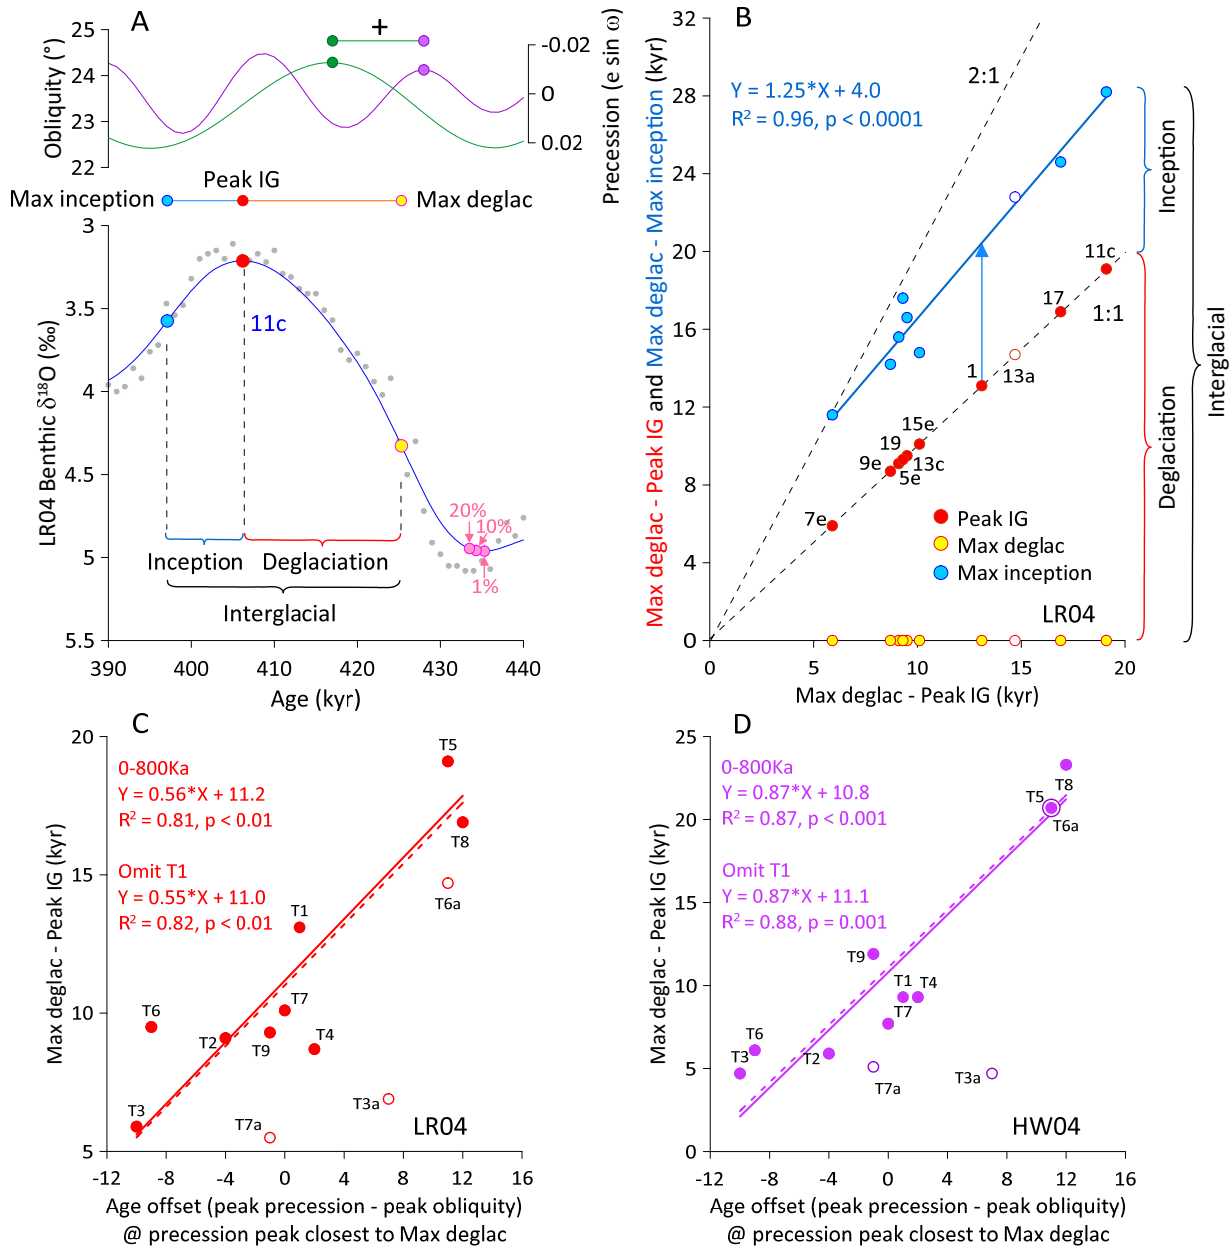 A
25
24
23
22
Obliquity (°)
+
-0.02
0
0.02
Precession (e sin ω)
Peak IG
Max inception
Max deglac
3
3.5
4
4.5
5
5.5
LR04 Benthic δ¹⁸O (‰)
11c
20%
10%
1%
Inception
Deglaciation
Interglacial
390
400
410
420
430
440
Age (kyr)
B
32
28
24
20
16
12
8
4
0
Max deglac - Peak IG and Max deglac - Max inception (kyr)
Y = 1.25*X + 4.0
R² = 0.96, p < 0.0001
2:1
11c
17
1:1
1
13a
15e
19
13c
9e
5e
7e
Peak IG
Max deglac
Max inception
LR04
0
5
10
15
20
Max deglac - Peak IG (kyr)
Inception
Deglaciation
Interglacial
C
20
15
10
5
Max deglac - Peak IG (kyr)
0-800Ka
Y = 0.56*X + 11.2
R² = 0.81, p < 0.01
Omit T1
Y = 0.55*X + 11.0
R² = 0.82, p < 0.01
T5
T8
T6a
T1
T6
T7
T2
T9
T4
T3
T3a
T7a
LR04
-12
-8
-4
0
4
8
12
16
Age offset (peak precession - peak obliquity)
@ precession peak closest to Max deglac
D
25
20
15
10
5
0
Max deglac - Peak IG (kyr)
0-800Ka
Y = 0.87*X + 10.8
R² = 0.87, p < 0.001
Omit T1
Y = 0.87*X + 11.1
R² = 0.88, p = 0.001
T8
T5
T6a
T9
T1
T4
T7
T6
T3
T2
T7a
T3a
HW04
-12
-8
-4
0
4
8
12
16
Age offset (peak precession - peak obliquity)
@ precession peak closest to Max deglac